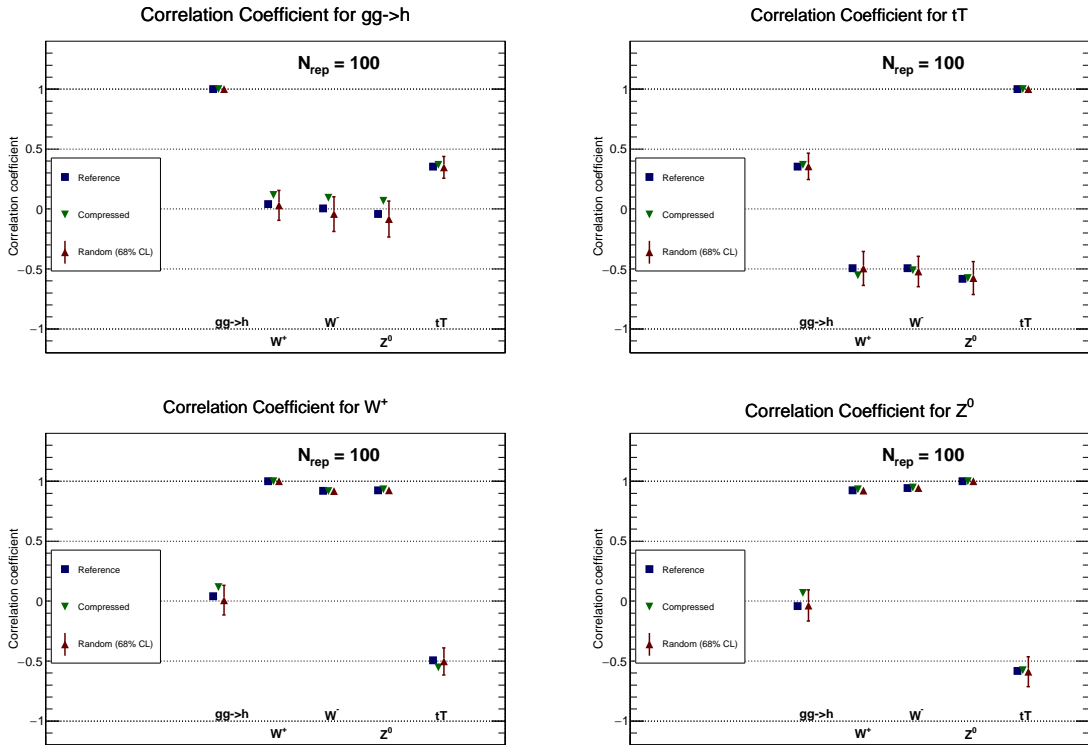 Correlation Coefficient for gg->h
N_rep = 100
Correlation coefficient
1
0.5
0
−0.5
−1
Reference
Compressed
Random (68% CL)
gg->h
W⁺
W⁻
Z⁰
tT
Correlation Coefficient for tT
N_rep = 100
Correlation coefficient
1
0.5
0
−0.5
−1
Reference
Compressed
Random (68% CL)
gg->h
W⁺
W⁻
Z⁰
tT
Correlation Coefficient for W⁺
N_rep = 100
Correlation coefficient
1
0.5
0
−0.5
−1
Reference
Compressed
Random (68% CL)
gg->h
W⁺
W⁻
Z⁰
tT
Correlation Coefficient for Z⁰
N_rep = 100
Correlation coefficient
1
0.5
0
−0.5
−1
Reference
Compressed
Random (68% CL)
gg->h
W⁺
W⁻
Z⁰
tT